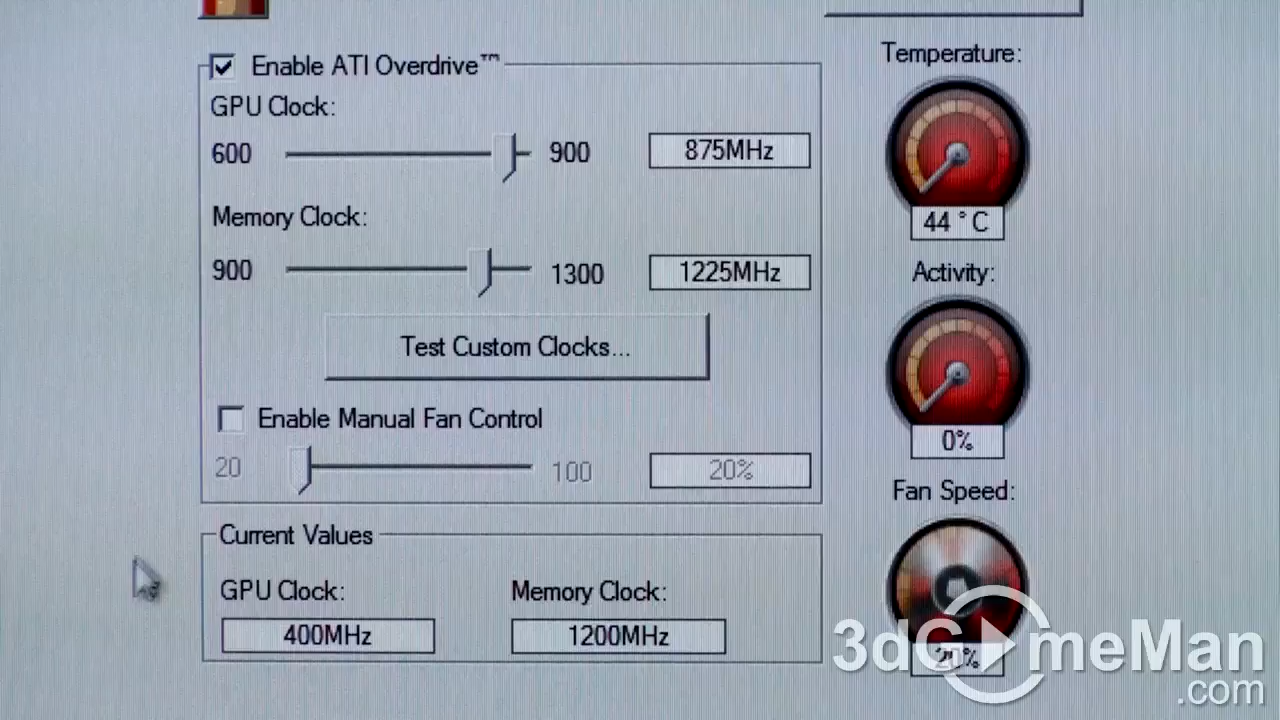 Enable ATI Overdrive™
GPU Clock:
600 900 875MHz
Memory Clock:
900 1300 1225MHz
Test Custom Clocks...
Enable Manual Fan Control
20 100 20%
Current Values
GPU Clock: Memory Clock:
400MHz 1200MHz
Temperature:
44 °C
Activity:
0%
Fan Speed:
20%
3dGameMan
.com